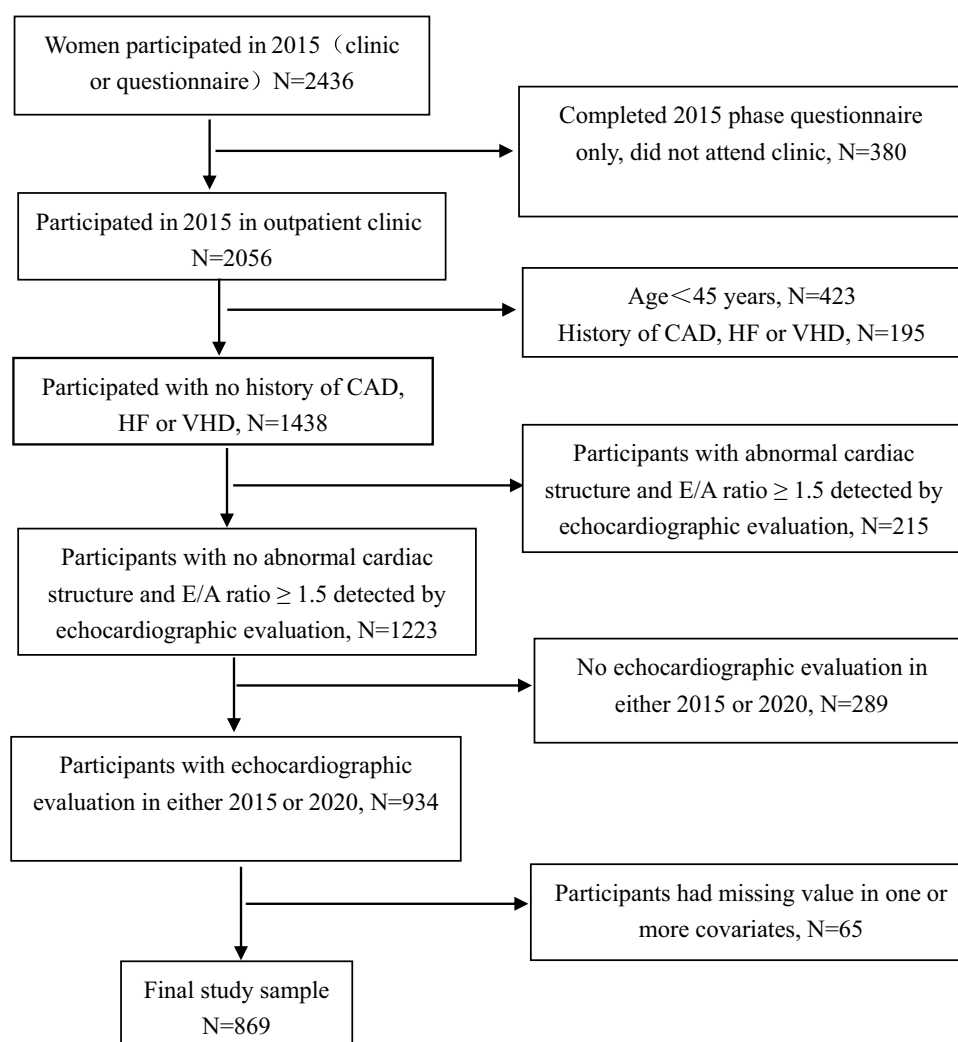 Women participated in 2015（clinic
or questionnaire）N=2436
Completed 2015 phase questionnaire
only, did not attend clinic, N=380
Participated in 2015 in outpatient clinic
N=2056
Age＜45 years, N=423
History of CAD, HF or VHD, N=195
Participated with no history of CAD,
HF or VHD, N=1438
Participants with abnormal cardiac
structure and E/A ratio ≥ 1.5 detected by
echocardiographic evaluation, N=215
Participants with no abnormal cardiac
structure and E/A ratio ≥ 1.5 detected by
echocardiographic evaluation, N=1223
No echocardiographic evaluation in
either 2015 or 2020, N=289
Participants with echocardiographic
evaluation in either 2015 or 2020, N=934
Participants had missing value in one or
more covariates, N=65
Final study sample
N=869